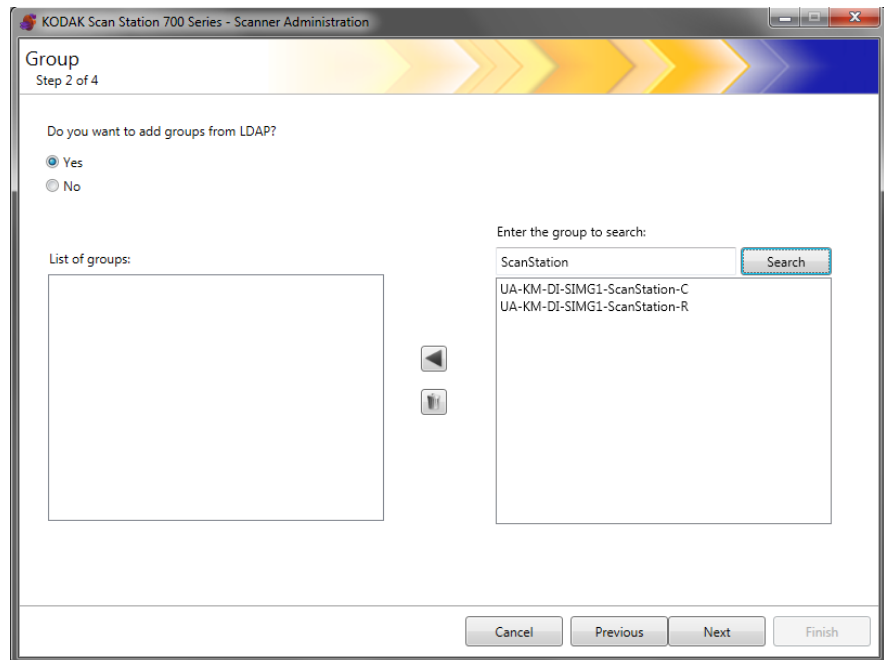 KODAK Scan Station 700 Series - Scanner Administration
Group
Step 2 of 4
Do you want to add groups from LDAP?
Yes
No
Enter the group to search:
List of groups:
ScanStation
Search
UA-KM-DI-SIMG1-ScanStation-C
UA-KM-DI-SIMG1-ScanStation-R
Cancel
Previous
Next
Finish